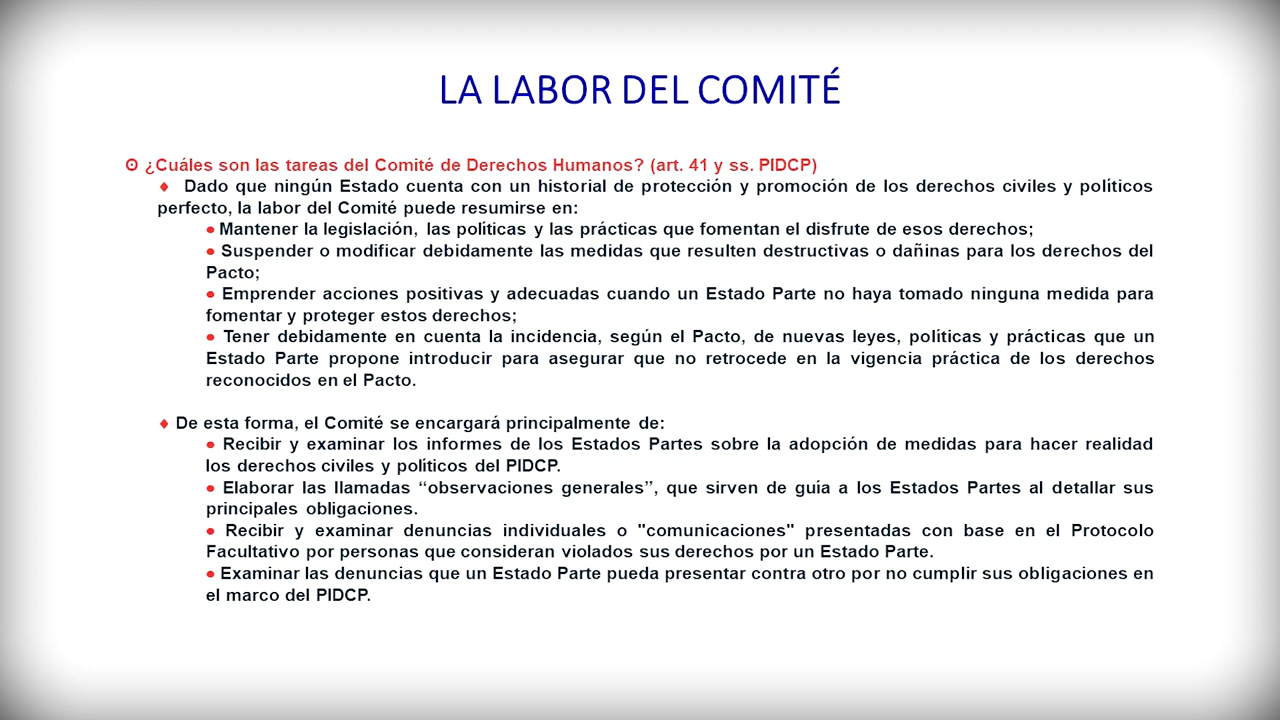 LA LABOR DEL COMITÉ
⊙ ¿Cuáles son las tareas del Comité de Derechos Humanos? (art. 41 y ss. PIDCP)
♦ Dado que ningún Estado cuenta con un historial de protección y promoción de los derechos civiles y políticos
perfecto, la labor del Comité puede resumirse en:
● Mantener la legislación, las políticas y las prácticas que fomentan el disfrute de esos derechos;
● Suspender o modificar debidamente las medidas que resulten destructivas o dañinas para los derechos del
Pacto;
● Emprender acciones positivas y adecuadas cuando un Estado Parte no haya tomado ninguna medida para
fomentar y proteger estos derechos;
● Tener debidamente en cuenta la incidencia, según el Pacto, de nuevas leyes, políticas y prácticas que un
Estado Parte propone introducir para asegurar que no retrocede en la vigencia práctica de los derechos
reconocidos en el Pacto.
♦ De esta forma, el Comité se encargará principalmente de:
● Recibir y examinar los informes de los Estados Partes sobre la adopción de medidas para hacer realidad
los derechos civiles y políticos del PIDCP.
● Elaborar las llamadas “observaciones generales”, que sirven de guía a los Estados Partes al detallar sus
principales obligaciones.
● Recibir y examinar denuncias individuales o "comunicaciones" presentadas con base en el Protocolo
Facultativo por personas que consideran violados sus derechos por un Estado Parte.
● Examinar las denuncias que un Estado Parte pueda presentar contra otro por no cumplir sus obligaciones en
el marco del PIDCP.